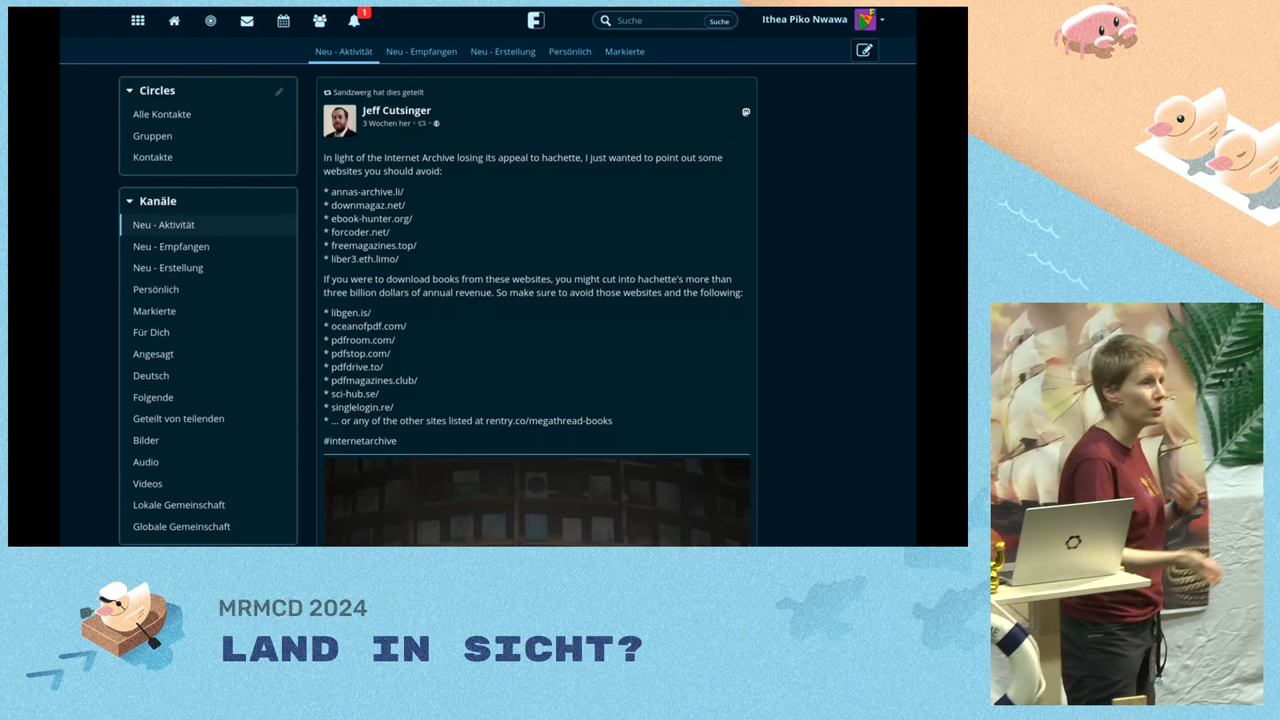 1
Suche
Suche
Ithea Piko Nwawa
Neu - Aktivität
Neu - Empfangen
Neu - Erstellung
Persönlich
Markierte
Circles
Alle Kontakte
Gruppen
Kontakte
Kanäle
Neu - Aktivität
Neu - Empfangen
Neu - Erstellung
Persönlich
Markierte
Für Dich
Angesagt
Deutsch
Folgende
Geteilt von teilenden
Bilder
Audio
Videos
Lokale Gemeinschaft
Globale Gemeinschaft
Sandzwerg hat dies geteilt
Jeff Cutsinger
3 Wochen her
In light of the Internet Archive losing its appeal to hachette, I just wanted to point out some
websites you should avoid:
* annas-archive.li/
* downmagaz.net/
* ebook-hunter.org/
* forcoder.net/
* freemagazines.top/
* liber3.eth.limo/
If you were to download books from these websites, you might cut into hachette's more than
three billion dollars of annual revenue. So make sure to avoid those websites and the following:
* libgen.is/
* oceanofpdf.com/
* pdfroom.com/
* pdfstop.com/
* pdfdrive.to/
* pdfmagazines.club/
* sci-hub.se/
* singlelogin.re/
* ... or any of the other sites listed at rentry.co/megathread-books
#internetarchive
MRMCD 2024
LAND IN SICHT?